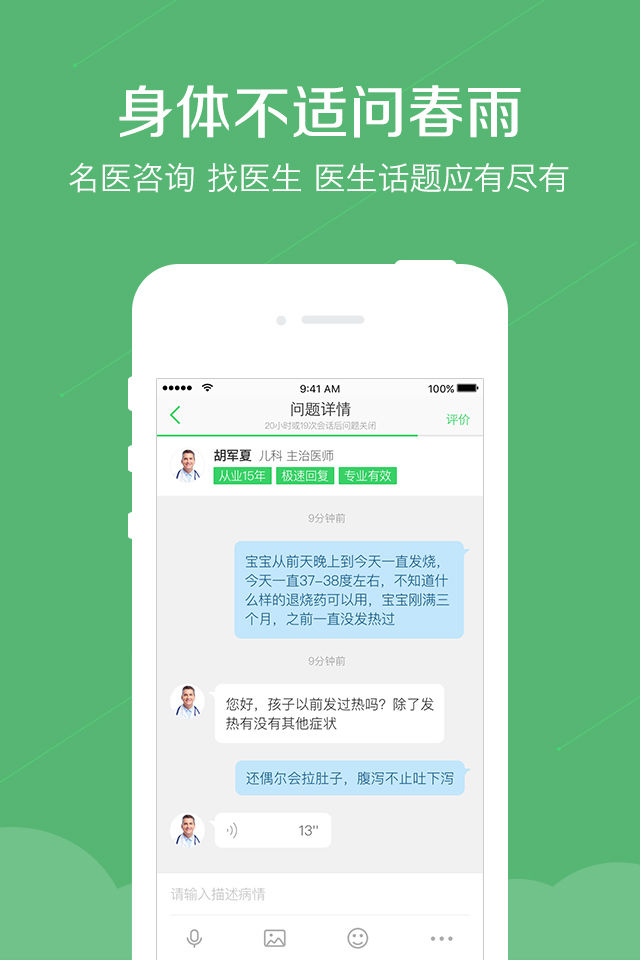 身体不适问春雨
名医咨询 找医生 医生话题应有尽有
9:41 AM
100%
问题详情
20小时或19次会话后问题关闭
评价
胡军夏 儿科 主治医师
从业15年 极速回复 专业有效
9分钟前
宝宝从前天晚上到今天一直发烧，
今天一直37-38度左右，不知道什
么样的退烧药可以用，宝宝刚满三
个月，之前一直没发热过
9分钟前
您好，孩子以前发过热吗？除了发
热有没有其他症状
还偶尔会拉肚子，腹泻不止吐下泻
13''
请输入描述病情